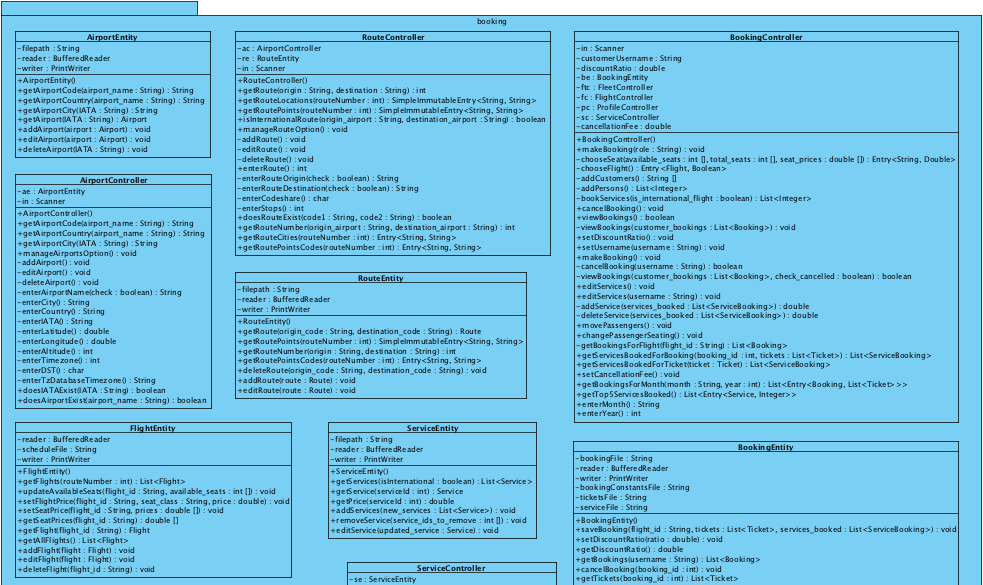 booking
AirportEntity
-filepath : String
-reader : BufferedReader
-writer : PrintWriter
+AirportEntity()
+getAirportCode(airport_name : String) : String
+getAirportCountry(airport_name : String) : String
+getAirportCity(IATA : String) : String
+getAirport(IATA : String) : Airport
+addAirport(airport : Airport) : void
+editAirport(airport : Airport) : void
+deleteAirport(IATA : String) : void
AirportController
-ae : AirportEntity
-in : Scanner
+AirportController()
+getAirportCode(airport_name : String) : String
+getAirportCountry(airport_name : String) : String
+getAirportCity(IATA : String) : String
+manageAirportsOption() : void
-addAirport() : void
-editAirport() : void
-deleteAirport() : void
-enterAirportName(check : boolean) : String
-enterCity() : String
-enterCountry() : String
-enterIATA() : String
-enterLatitude() : double
-enterLongitude() : double
-enterAltitude() : int
-enterTimezone() : int
-enterDST() : char
-enterTzDatabaseTimezone() : String
+doesIATAExist(IATA : String) : boolean
+doesAirportExist(airport_name : String) : boolean
RouteController
-ac : AirportController
-re : RouteEntity
-in : Scanner
+RouteController()
+getRoute(origin : String, destination : String) : int
+getRouteLocations(routeNumber : int) : SimpleImmutableEntry<String, String>
+getRoutePoints(routeNumber : int) : SimpleImmutableEntry<String, String>
+isInternationalRoute(origin_airport : String, destination_airport : String) : boolean
+manageRouteOption() : void
-addRoute() : void
-editRoute() : void
-deleteRoute() : void
+enterRoute() : int
-enterRouteOrigin(check : boolean) : String
-enterRouteDestination(check : boolean) : String
-enterCodeshare() : char
-enterStops() : int
+doesRouteExist(code1 : String, code2 : String) : boolean
+getRouteNumber(origin_airport : String, destination_airport : String) : int
+getRouteCities(routeNumber : int) : Entry<String, String>
+getRoutePointsCodes(routeNumber : int) : Entry<String, String>
RouteEntity
-filepath : String
-reader : BufferedReader
-writer : PrintWriter
+RouteEntity()
+getRoute(origin_code : String, destination_code : String) : Route
+getRoutePoints(routeNumber : int) : SimpleImmutableEntry<String, String>
+getRouteNumber(origin : String, destination : String) : int
+getRoutePointsCodes(routeNumber : int) : Entry<String, String>
+deleteRoute(origin_code : String, destination_code : String) : void
+addRoute(route : Route) : void
+editRoute(route : Route) : void
BookingController
-in : Scanner
-customerUsername : String
-discountRatio : double
-be : BookingEntity
-ftc : FleetController
-fc : FlightController
-pc : ProfileController
-sc : ServiceController
-cancellationFee : double
+BookingController()
+makeBooking(role : String) : void
-chooseSeat(available_seats : int [], total_seats : int [], seat_prices : double []) : Entry<String, Double>
-chooseFlight() : Entry <Flight, Boolean>
-addCustomers() : String []
-addPersons() : List<Integer>
-bookServices(is_international_flight : boolean) : List<Integer>
+cancelBooking() : void
+viewBookings() : boolean
-viewBookings(customer_bookings : List<Booking>) : void
+setDiscountRatio() : void
+setUsername(username : String) : void
+makeBooking() : void
-cancelBooking(username : String) : boolean
-viewBookings(customer_bookings : List<Booking>, check_cancelled : boolean) : boolean
+editServices() : void
+editServices(username : String) : void
-addService(services_booked : List<ServiceBooking>) : double
-deleteService(services_booked : List<ServiceBooking>) : double
+movePassengers() : void
+changePassengerSeating() : void
-getBookingsForFlight(flight_id : String) : List<Booking>
+getServicesBookedForBooking(booking_id : int, tickets : List<Ticket>) : List<ServiceBooking>
+getServicesBookedForTicket(ticket : Ticket) : List<ServiceBooking>
+setCancellationFee() : void
+getBookingsForMonth(month : String, year : int) : List<Entry<Booking, List<Ticket>>>
+getTop5ServicesBooked() : List<Entry<Service, Integer>>
+enterMonth() : String
+enterYear() : int
FlightEntity
-reader : BufferedReader
-scheduleFile : String
-writer : PrintWriter
+FlightEntity()
+getFlights(routeNumber : int) : List<Flight>
+updateAvailableSeats(flight_id : String, available_seats : int []) : void
+setFlightPrice(flight_id : String, seat_class : String, price : double) : void
+setSeatPrice(flight_id : String, prices : double []) : void
+getSeatPrices(flight_id : String) : double []
+getFlight(flight_id : String) : Flight
+getAllFlights() : List<Flight>
+addFlight(flight : Flight) : void
+editFlight(flight : Flight) : void
+deleteFlight(flight_id : String) : void
ServiceEntity
-filepath : String
-reader : BufferedReader
-writer : PrintWriter
+ServiceEntity()
+getServices(isInternational : boolean) : List<Service>
+getService(serviceId : int) : Service
+getPrice(serviceId : int) : double
+addServices(new_services : List<Service>) : void
+removeService(service_ids_to_remove : int []) : void
+editService(updated_service : Service) : void
ServiceController
-se : ServiceEntity
BookingEntity
-bookingFile : String
-reader : BufferedReader
-writer : PrintWriter
-bookingConstantsFile : String
-ticketsFile : String
-serviceFile : String
+BookingEntity()
+saveBooking(flight_id : String, tickets : List<Ticket>, services_booked : List<ServiceBooking>) : void
+setDiscountRatio(ratio : double) : void
+getDiscountRatio() : double
+getBookings(username : String) : List<Booking>
+cancelBooking(booking_id : int) : void
+getTickets(booking_id : int) : List<Ticket>